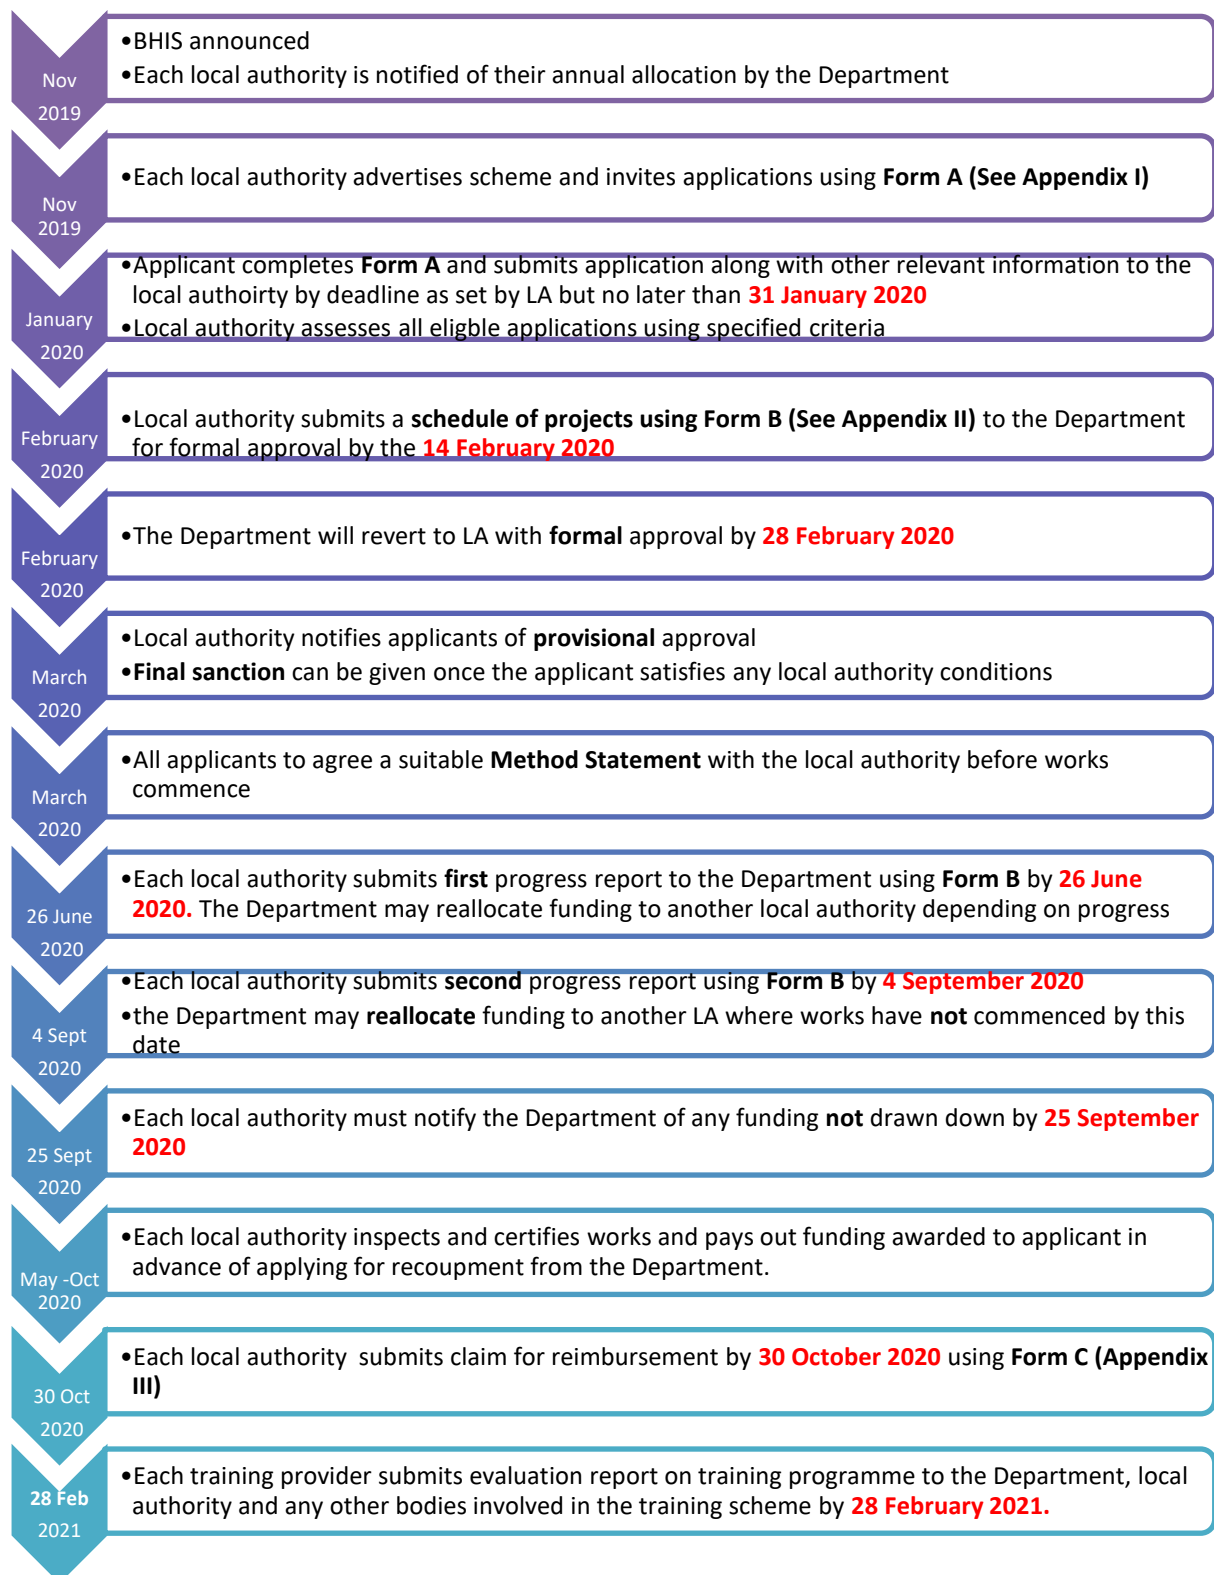 Nov
2019
•BHIS announced
•Each local authority is notified of their annual allocation by the Department
Nov
2019
•Each local authority advertises scheme and invites applications using Form A (See Appendix I)
January
2020
•Applicant completes Form A and submits application along with other relevant information to the
local authoirty by deadline as set by LA but no later than 31 January 2020
•Local authority assesses all eligble applications using specified criteria
February
2020
•Local authority submits a schedule of projects using Form B (See Appendix II) to the Department
for formal approval by the 14 February 2020
February
2020
•The Department will revert to LA with formal approval by 28 February 2020
March
2020
•Local authority notifies applicants of provisional approval
•Final sanction can be given once the applicant satisfies any local authority conditions
March
2020
•All applicants to agree a suitable Method Statement with the local authority before works
commence
26 June
2020
•Each local authority submits first progress report to the Department using Form B by 26 June
2020. The Department may reallocate funding to another local authority depending on progress
4 Sept
2020
•Each local authority submits second progress report using Form B by 4 September 2020
•the Department may reallocate funding to another LA where works have not commenced by this
date
25 Sept
2020
•Each local authority must notify the Department of any funding not drawn down by 25 September
2020
May -Oct
2020
•Each local authority inspects and certifies works and pays out funding awarded to applicant in
advance of applying for recoupment from the Department.
30 Oct
2020
•Each local authority  submits claim for reimbursement by 30 October 2020 using Form C (Appendix
III)
28 Feb
2021
•Each training provider submits evaluation report on training programme to the Department, local
authority and any other bodies involved in the training scheme by 28 February 2021.